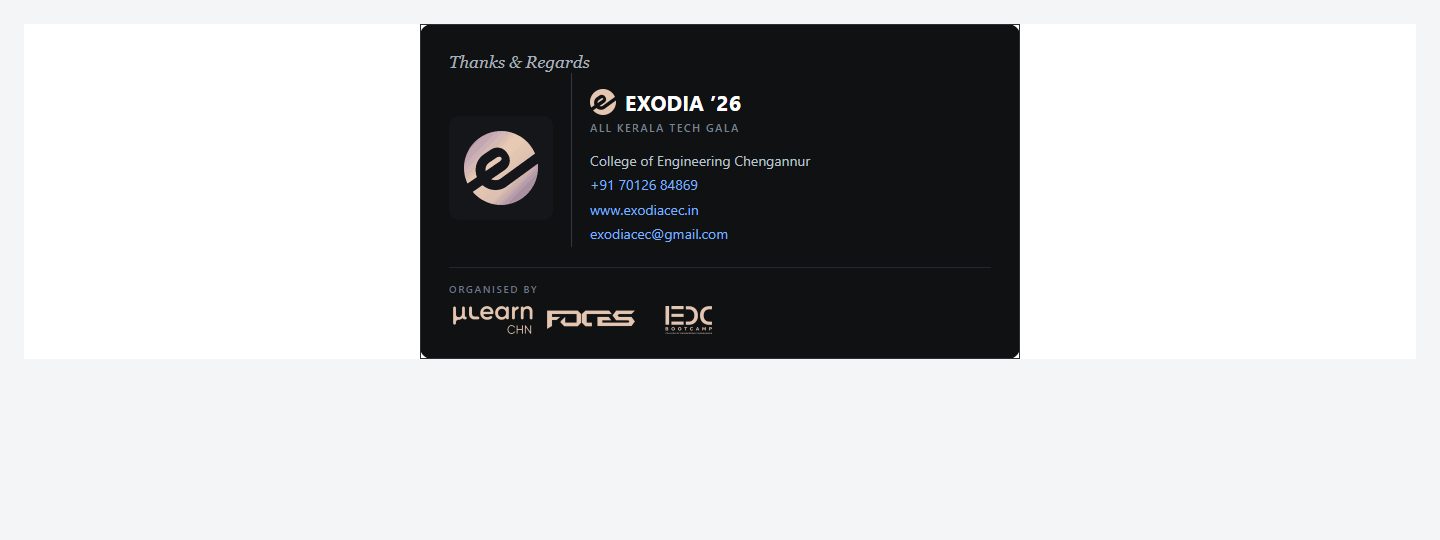 Thanks & Regards
e EXODIA ’26
ALL KERALA TECH GALA
e
College of Engineering Chengannur
+91 70126 84869
www.exodiacec.in
exodiacec@gmail.com
ORGANISED BY
µLearn
CHN
FOCES
IEDC
BOOTCAMP